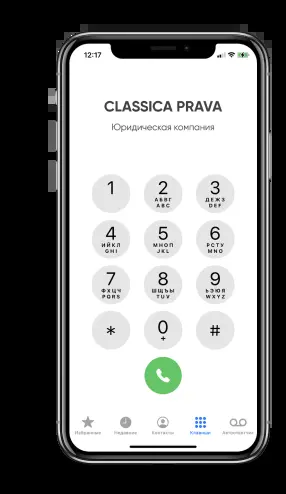 12:17
CLASSICA PRAVA
Юридическая компания
1
2
АБВГ
ABC
3
ДЕЖЗ
DEF
4
ИЙКЛ
GHI
5
МНОП
JKL
6
РСТУ
MNO
7
ФХЦЧ
PQRS
8
ШЩЪЫ
TUV
9
ЬЭЮЯ
WXYZ
*
0
+
#
Избранное
Недавние
Контакты
Клавиши
Автоответчик